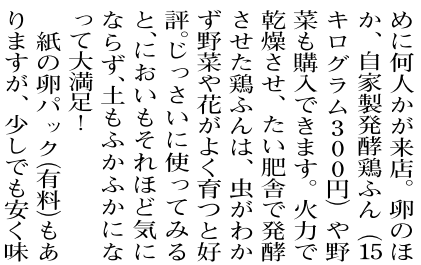 めに何人かが来店。卵のほ
か、自家製発酵鶏ふん（15
キログラム３００円）や野
菜も購入できます。火力で
乾燥させ、たい肥舎で発酵
させた鶏ふんは、虫がわか
ず野菜や花がよく育つと好
評。じっさいに使ってみる
と、においもそれほど気に
ならず、土もふかふかにな
って大満足！
　紙の卵パック（有料）もあ
りますが、少しでも安く味